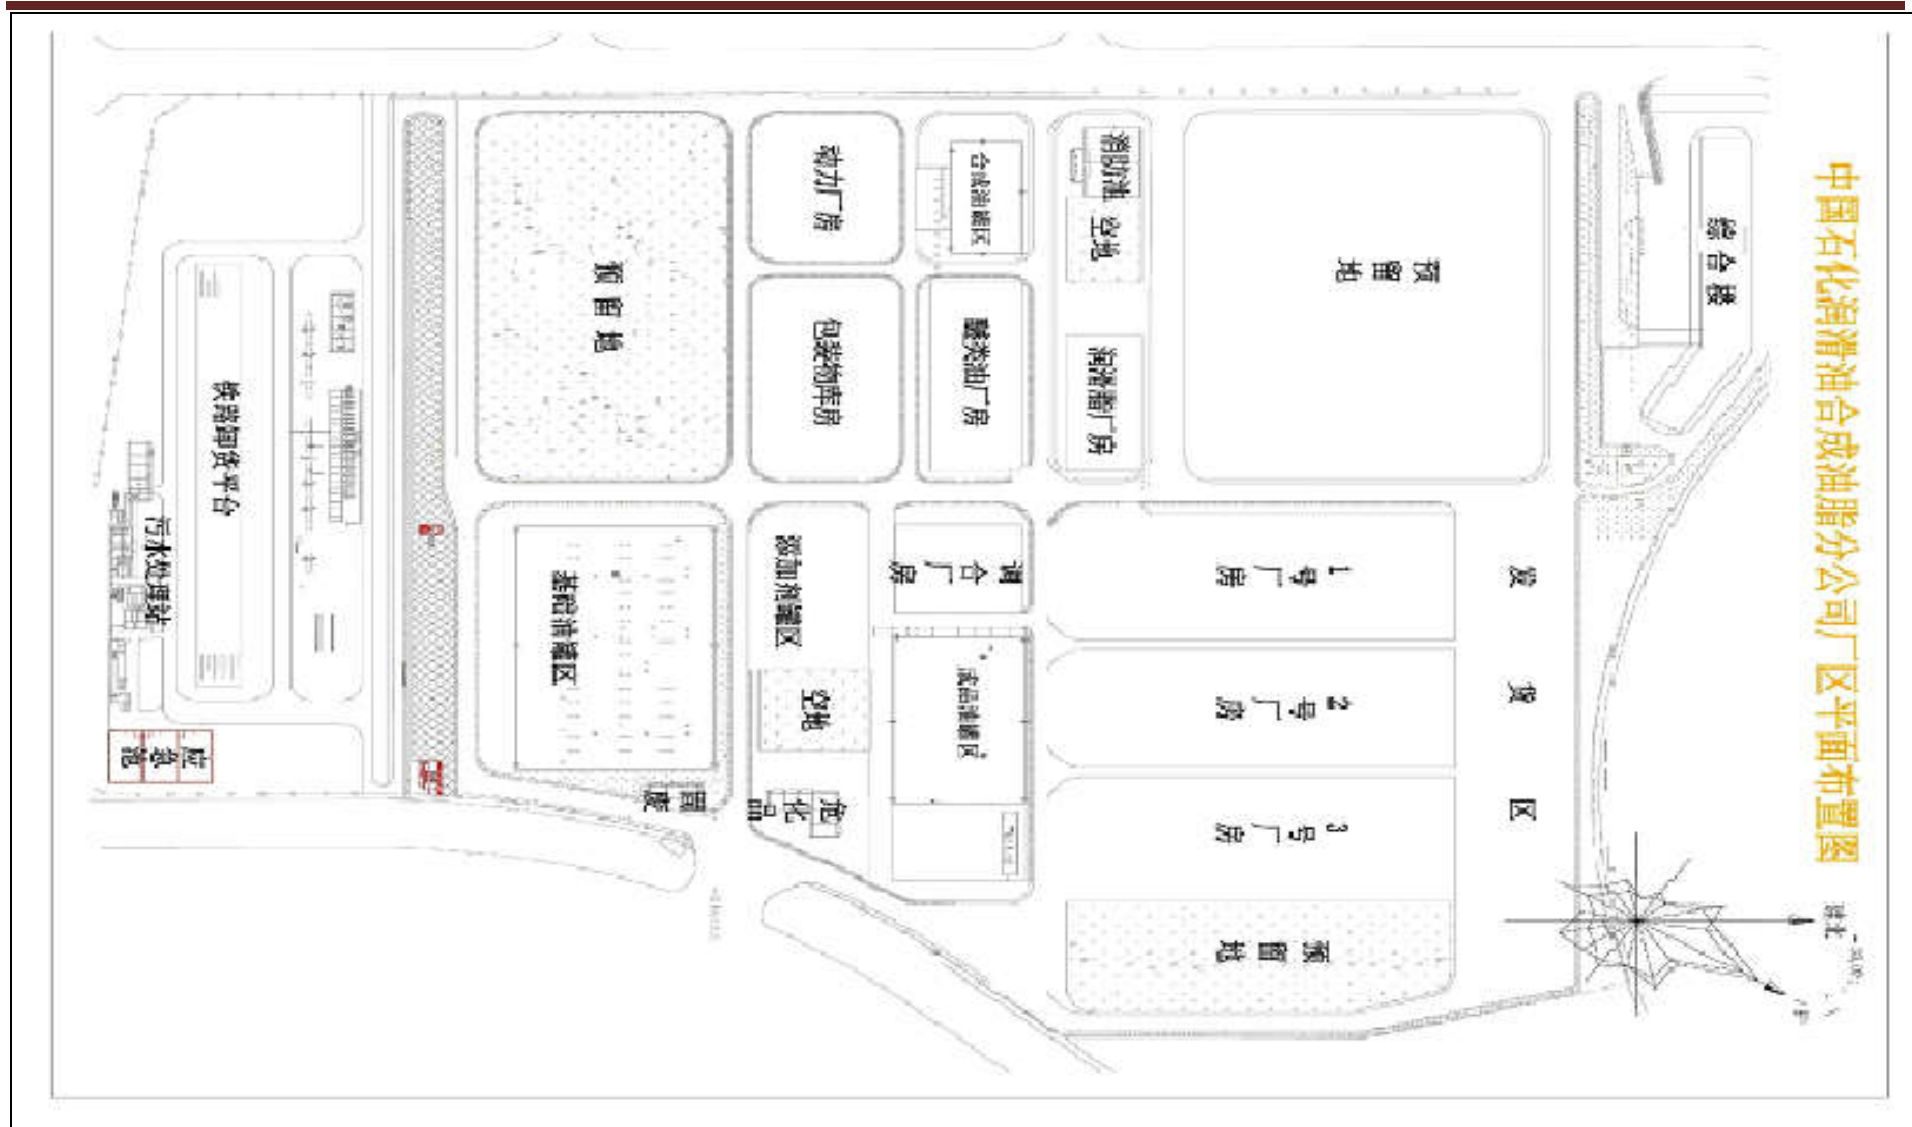 中国石化润滑油合成油脂分公司厂区平面布置图
综合楼
预留地
消防池
空地
润滑脂厂房
合成油罐区
醚类油厂房
动力厂房
包装物库房
预留地
铁路卸货平台
污水处理站
应急池
基础油罐区
固废
添加剂罐区
空地
危化品
调合厂房
成品油罐区
1号厂房
2号厂房
3号厂房
预留地
发货区